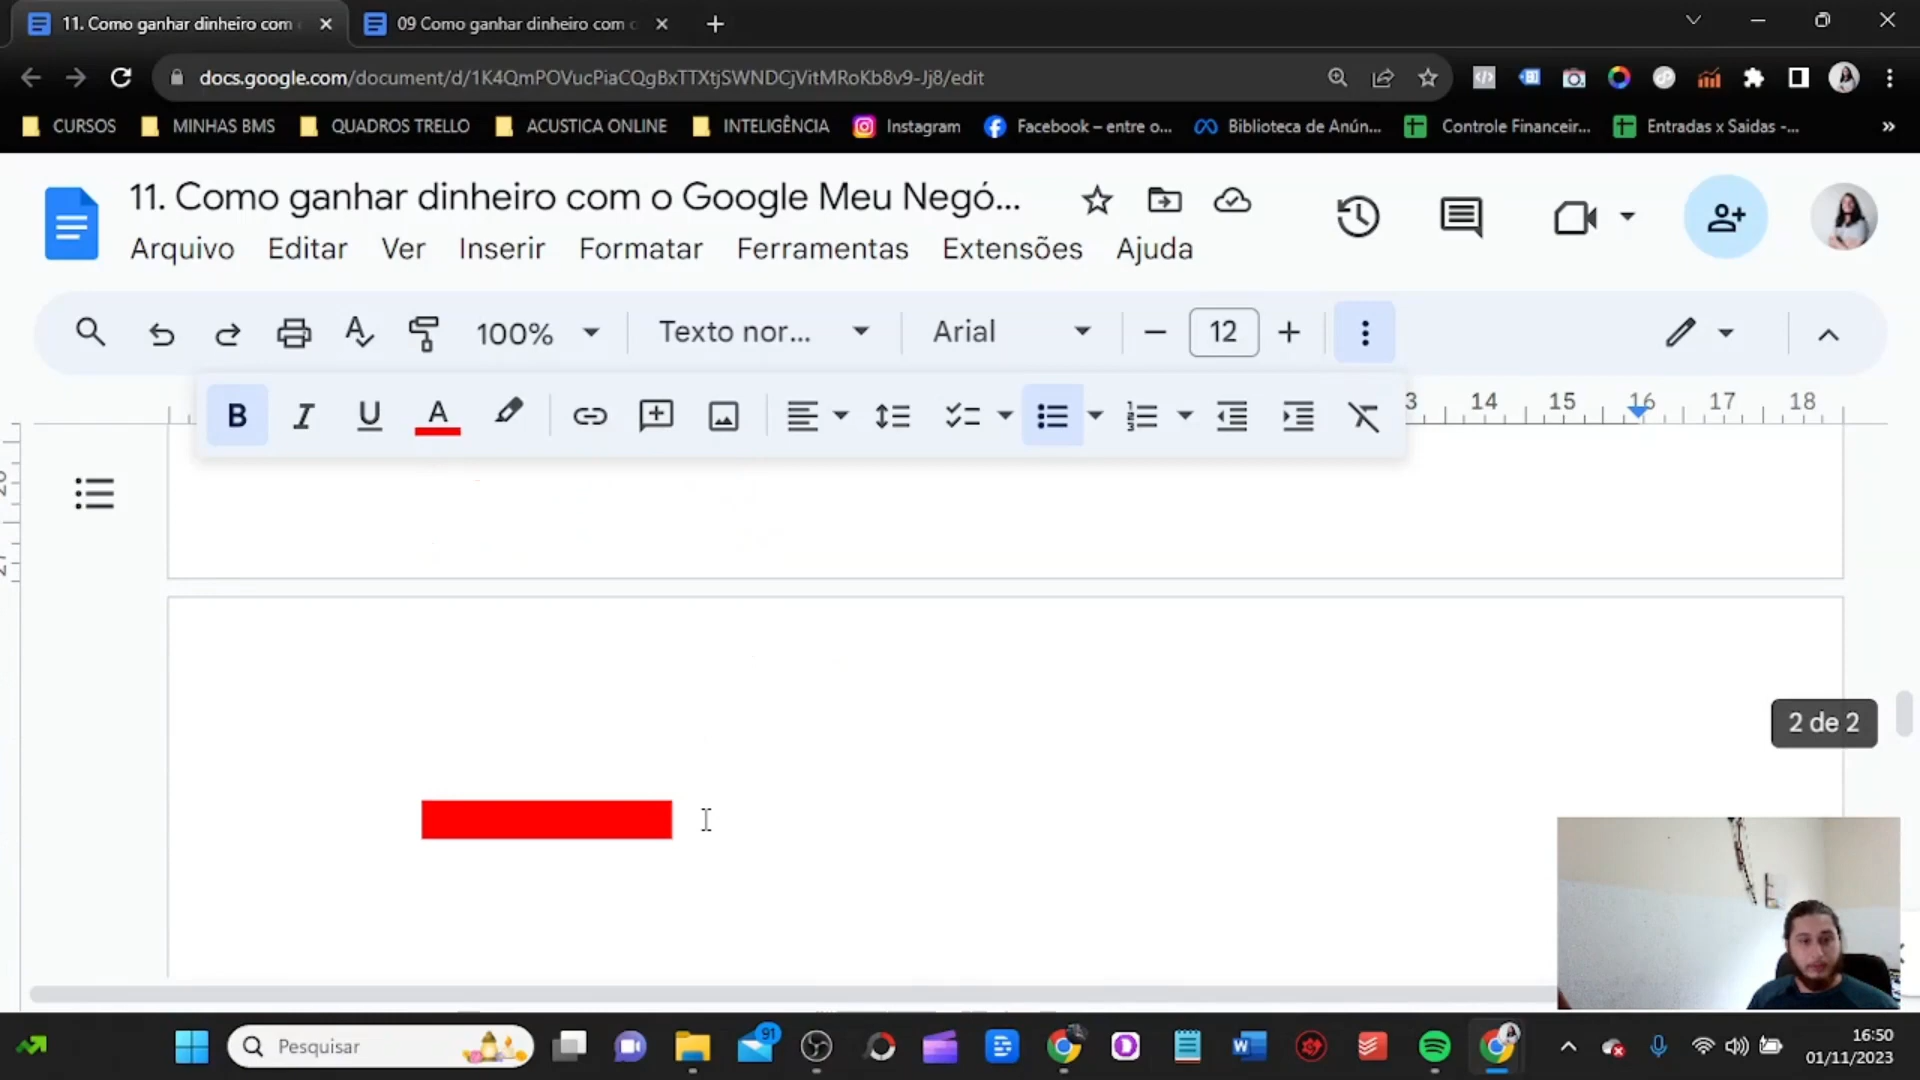 11. Como ganhar dinheiro com
09 Como ganhar dinheiro com
docs.google.com/document/d/1K4QmPOVucPiaCQgBxTTXtjSWNDCjVitMRoKb8v9-Jj8/edit
CURSOS
MINHAS BMS
QUADROS TRELLO
ACUSTICA ONLINE
INTELIGÊNCIA
Instagram
Facebook – entre o...
Biblioteca de Anún...
Controle Financeir...
Entradas x Saidas -...
»
11. Como ganhar dinheiro com o Google Meu Negó...
Arquivo Editar Ver Inserir Formatar Ferramentas Extensões Ajuda
100% Texto nor... Arial 12
B I U A
3 14 15 16 17 18
27
2 de 2
Pesquisar
91
16:50
01/11/2023